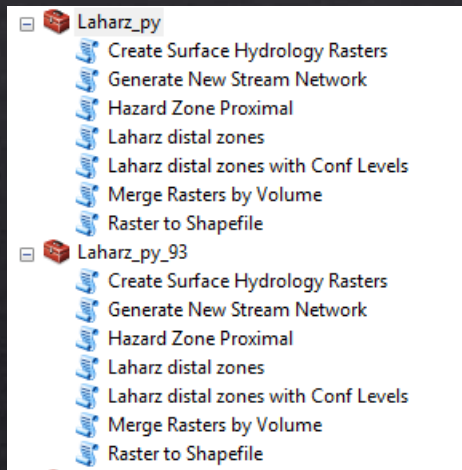 Laharz_py
Create Surface Hydrology Rasters
Generate New Stream Network
Hazard Zone Proximal
Laharz distal zones
Laharz distal zones with Conf Levels
Merge Rasters by Volume
Raster to Shapefile
Laharz_py_93
Create Surface Hydrology Rasters
Generate New Stream Network
Hazard Zone Proximal
Laharz distal zones
Laharz distal zones with Conf Levels
Merge Rasters by Volume
Raster to Shapefile